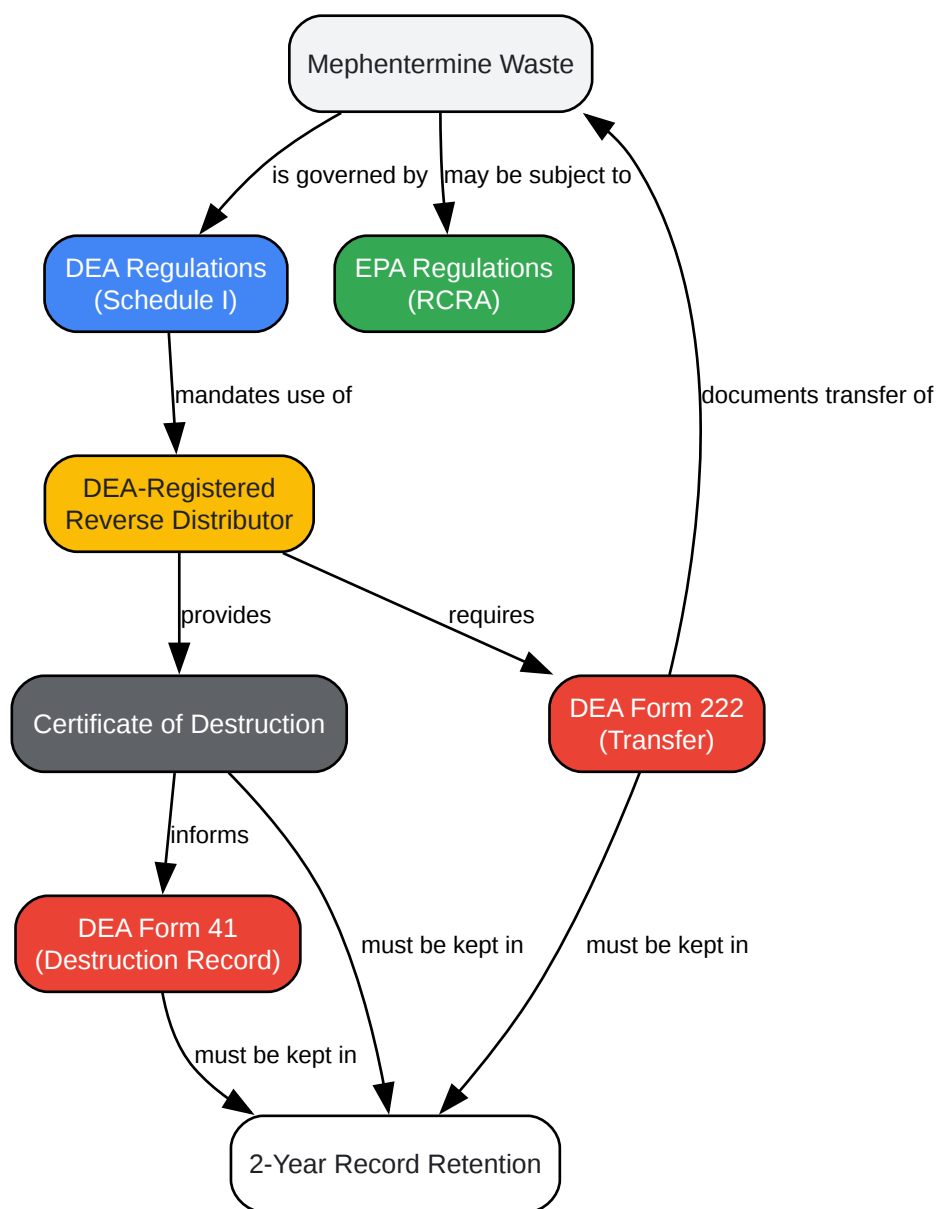 Mephentermine Waste
is governed by
may be subject to
DEA Regulations
(Schedule I)
EPA Regulations
(RCRA)
mandates use of
documents transfer of
DEA-Registered
Reverse Distributor
provides
requires
Certificate of Destruction
DEA Form 222
(Transfer)
informs
DEA Form 41
(Destruction Record)
must be kept in
must be kept in
must be kept in
2-Year Record Retention